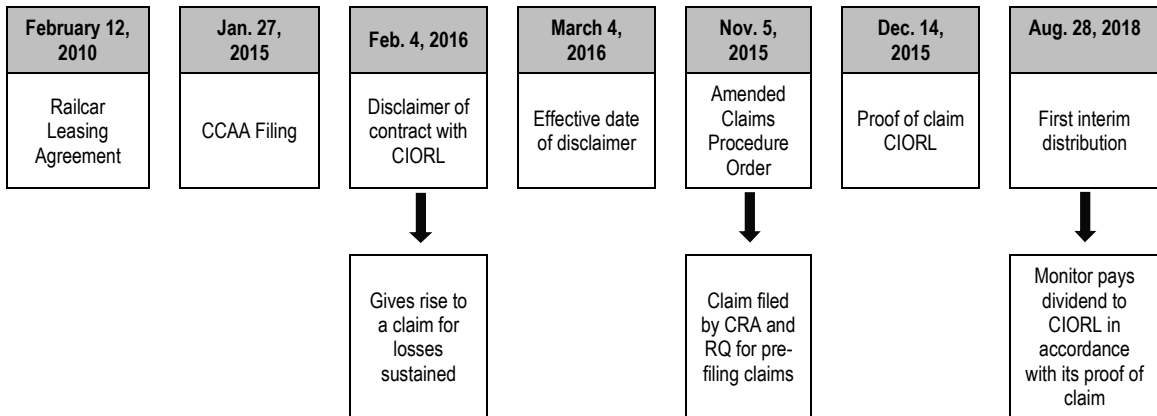 February 12,
2010
Railcar
Leasing
Agreement
Jan. 27,
2015
CCAA Filing
Feb. 4, 2016
Disclaimer of
contract with
CIORL
Gives rise to
a claim for
losses
sustained
March 4,
2016
Effective date
of disclaimer
Nov. 5,
2015
Amended
Claims
Procedure
Order
Claim filed
by CRA and
RQ for pre-
filing claims
Dec. 14,
2015
Proof of claim
CIORL
Aug. 28, 2018
First interim
distribution
Monitor pays
dividend to
CIORL in
accordance
with its proof of
claim